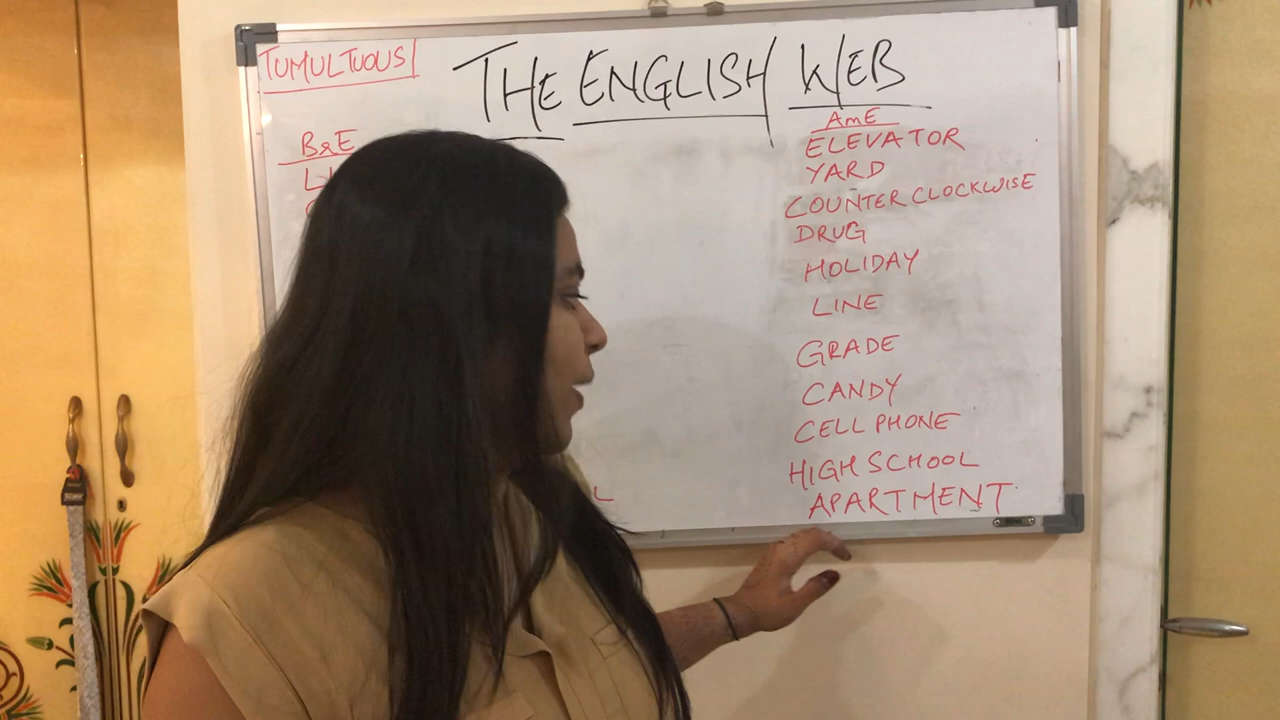 TUMULTUOUS
THE ENGLISH WEB
BrE
AmE
ELEVATOR
YARD
COUNTER CLOCKWISE
DRUG
HOLIDAY
LINE
GRADE
CANDY
CELL PHONE
HIGH SCHOOL
APARTMENT